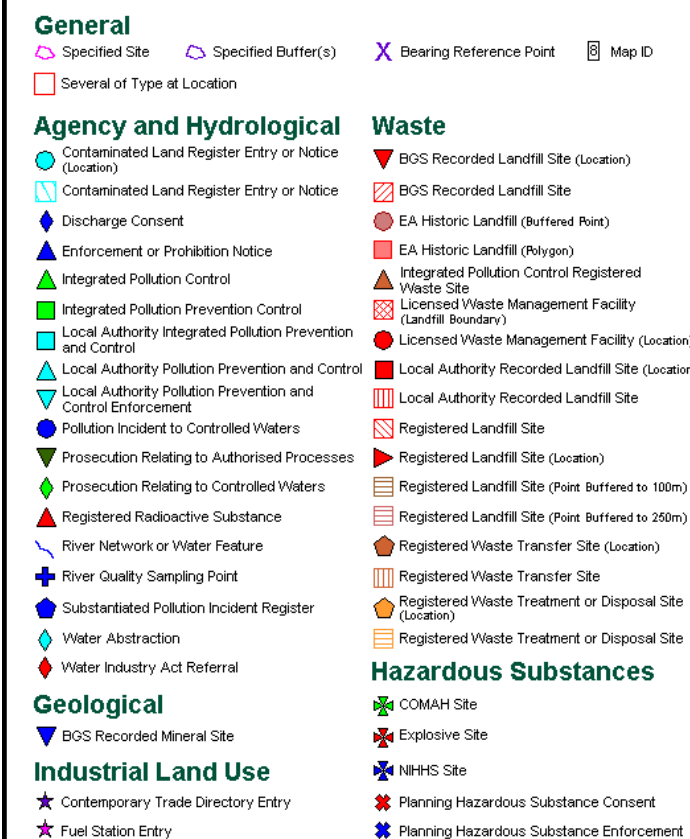 General
Specified Site
Specified Buffer(s)
X Bearing Reference Point
8 Map ID
Several of Type at Location
Agency and Hydrological
Contaminated Land Register Entry or Notice
(Location)
Contaminated Land Register Entry or Notice
Discharge Consent
Enforcement or Prohibition Notice
Integrated Pollution Control
Integrated Pollution Prevention Control
Local Authority Integrated Pollution Prevention
and Control
Local Authority Pollution Prevention and Control
Local Authority Pollution Prevention and
Control Enforcement
Pollution Incident to Controlled Waters
Prosecution Relating to Authorised Processes
Prosecution Relating to Controlled Waters
Registered Radioactive Substance
River Network or Water Feature
River Quality Sampling Point
Substantiated Pollution Incident Register
Water Abstraction
Water Industry Act Referral
Geological
BGS Recorded Mineral Site
Industrial Land Use
Contemporary Trade Directory Entry
Fuel Station Entry
Waste
BGS Recorded Landfill Site (Location)
BGS Recorded Landfill Site
EA Historic Landfill (Buffered Point)
EA Historic Landfill (Polygon)
Integrated Pollution Control Registered
Waste Site
Licensed Waste Management Facility
(Landfill Boundary)
Licensed Waste Management Facility (Location)
Local Authority Recorded Landfill Site (Location
Local Authority Recorded Landfill Site
Registered Landfill Site
Registered Landfill Site (Location)
Registered Landfill Site (Point Buffered to 100m)
Registered Landfill Site (Point Buffered to 250m)
Registered Waste Transfer Site (Location)
Registered Waste Transfer Site
Registered Waste Treatment or Disposal Site
(Location)
Registered Waste Treatment or Disposal Site
Hazardous Substances
COMAH Site
Explosive Site
NIHHS Site
Planning Hazardous Substance Consent
Planning Hazardous Substance Enforcement